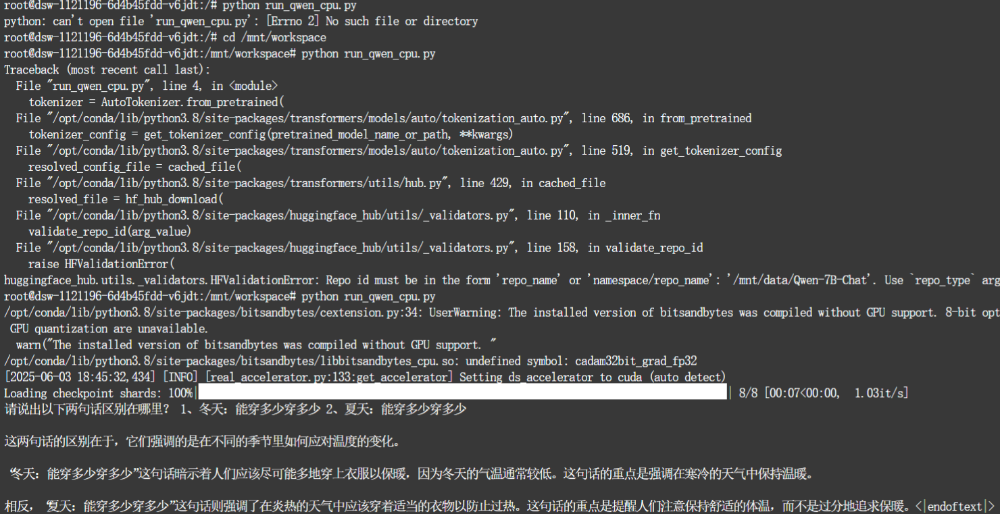 root@dsw-1121196-6d4b45fdd-v6jdt:/# python run_qwen_cpu.py
python: can't open file 'run_qwen_cpu.py': [Errno 2] No such file or directory
root@dsw-1121196-6d4b45fdd-v6jdt:/# cd /mnt/workspace
root@dsw-1121196-6d4b45fdd-v6jdt:/mnt/workspace# python run_qwen_cpu.py
Traceback (most recent call last):
  File "run_qwen_cpu.py", line 4, in <module>
    tokenizer = AutoTokenizer.from_pretrained(
  File "/opt/conda/lib/python3.8/site-packages/transformers/models/auto/tokenization_auto.py", line 686, in from_pretrained
    tokenizer_config = get_tokenizer_config(pretrained_model_name_or_path, **kwargs)
  File "/opt/conda/lib/python3.8/site-packages/transformers/models/auto/tokenization_auto.py", line 519, in get_tokenizer_config
    resolved_config_file = cached_file(
  File "/opt/conda/lib/python3.8/site-packages/transformers/utils/hub.py", line 429, in cached_file
    resolved_file = hf_hub_download(
  File "/opt/conda/lib/python3.8/site-packages/huggingface_hub/utils/_validators.py", line 110, in _inner_fn
    validate_repo_id(arg_value)
  File "/opt/conda/lib/python3.8/site-packages/huggingface_hub/utils/_validators.py", line 158, in validate_repo_id
    raise HFValidationError(
huggingface_hub.utils._validators.HFValidationError: Repo id must be in the form 'repo_name' or 'namespace/repo_name': '/mnt/data/Qwen-7B-Chat'. Use `repo_type` arg
root@dsw-1121196-6d4b45fdd-v6jdt:/mnt/workspace# python run_qwen_cpu.py
/opt/conda/lib/python3.8/site-packages/bitsandbytes/cextension.py:34: UserWarning: The installed version of bitsandbytes was compiled without GPU support. 8-bit opt
 GPU quantization are unavailable.
  warn("The installed version of bitsandbytes was compiled without GPU support. "
/opt/conda/lib/python3.8/site-packages/bitsandbytes/libbitsandbytes_cpu.so: undefined symbol: cadam32bit_grad_fp32
[2025-06-03 18:45:32,434] [INFO] [real_accelerator.py:133:get_accelerator] Setting ds_accelerator to cuda (auto detect)
Loading checkpoint shards: 100%| | 8/8 [00:07<00:00, 1.03it/s]
请说出以下两句话区别在哪里? 1、冬天：能穿多少穿多少 2、夏天：能穿多少穿多少
这两句话的区别在于，它们强调的是在不同的季节里如何应对温度的变化。
“冬天：能穿多少穿多少”这句话暗示着人们应该尽可能多地穿上衣服以保暖，因为冬天的气温通常较低。这句话的重点是强调在寒冷的天气中保持温暖。
相反，“夏天：能穿多少穿多少”这句话则强调了在炎热的天气中应该穿着适当的衣物以防止过热。这句话的重点是提醒人们注意保持舒适的体温，而不是过分地追求保暖。<|endoftext|>